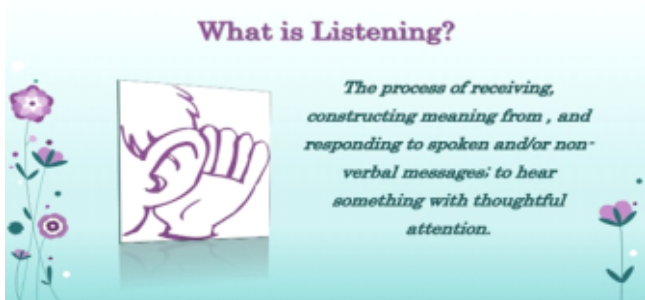 What is Listening?
The process of receiving,
constructing meaning from , and
responding to spoken and/or non-
verbal messages; to hear
something with thoughtful
attention.